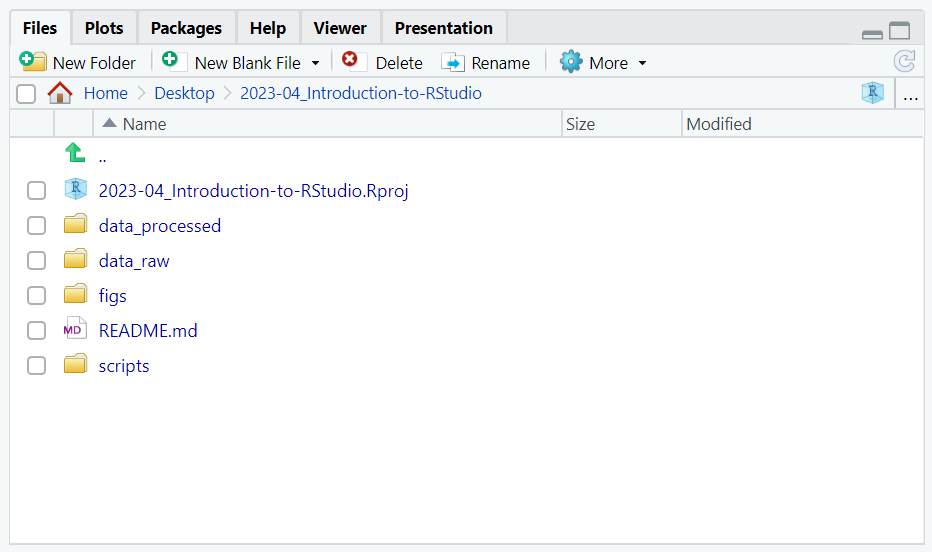 Files Plots Packages Help Viewer Presentation
New Folder New Blank File Delete Rename More
Home Desktop 2023-04_Introduction-to-RStudio R ...
Name Size Modified
..
R 2023-04_Introduction-to-RStudio.Rproj
data_processed
data_raw
figs
MD README.md
scripts